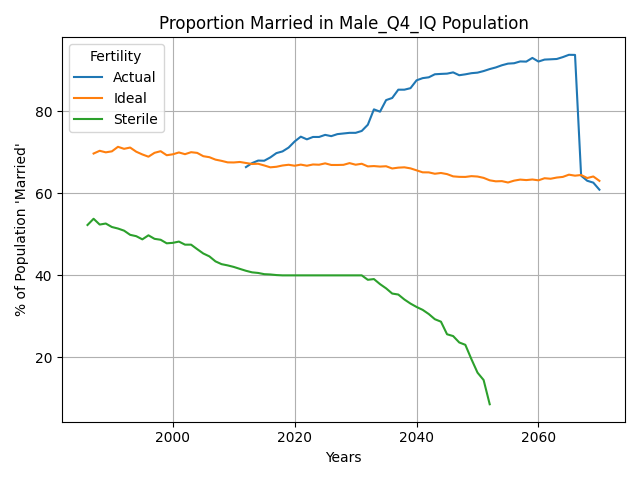 Proportion Married in Male_Q4_IQ Population
Fertility
Actual
Ideal
Sterile
% of Population 'Married'
80
60
40
20
2000
2020
2040
2060
Years